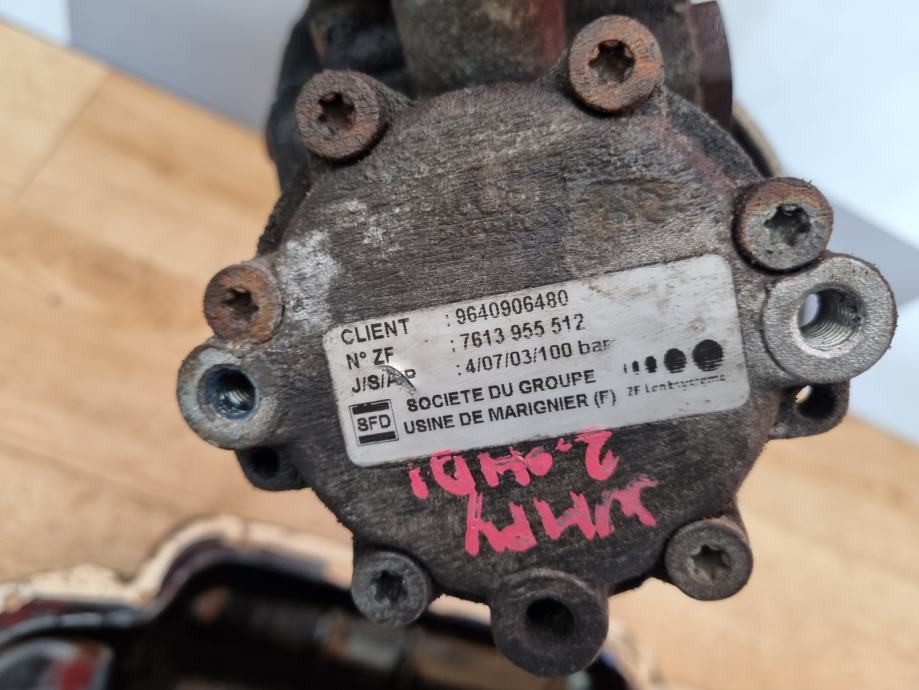 CLIENT : 9640906480
N° ZF : 7613 955 512
J/S/A/P : 4/07/03/100 bar
SFD SOCIETE DU GROUPE
USINE DE MARIGNIER (F)
ZF Lenksysteme
JUMPY
2.0HDI